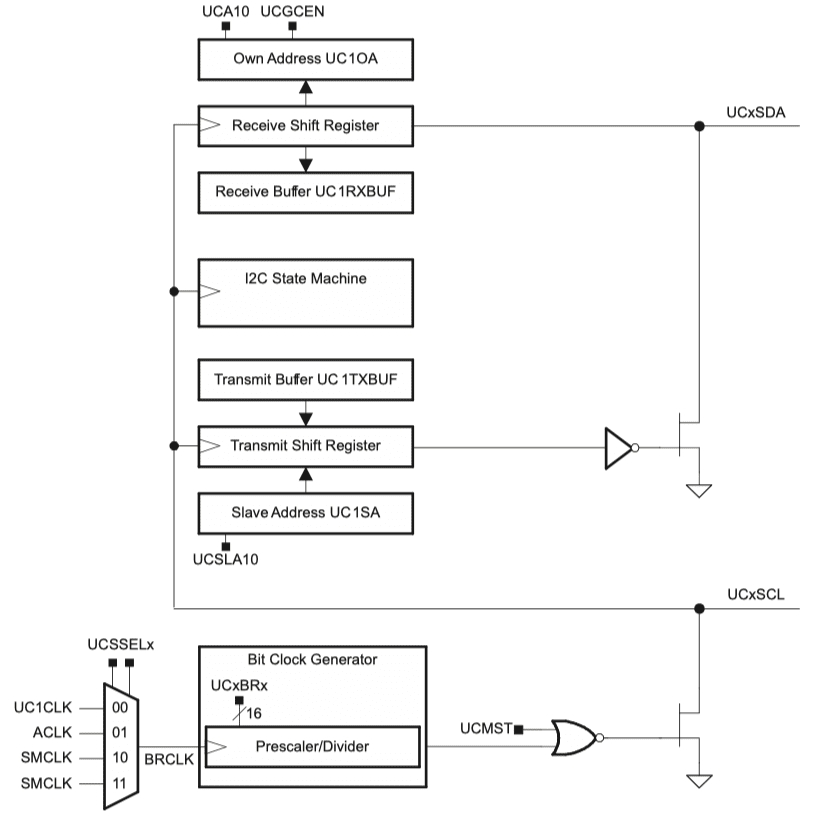 UCA10 UCGCEN
Own Address UC1OA
Receive Shift Register
UCxSDA
Receive Buffer UC1RXBUF
I2C State Machine
Transmit Buffer UC 1TXBUF
Transmit Shift Register
Slave Address UC1SA
UCSLA10
UCxSCL
UCSSELx
Bit Clock Generator
UCxBRx
16
UC1CLK 00
ACLK 01
SMCLK 10
SMCLK 11
BRCLK
Prescaler/Divider
UCMST